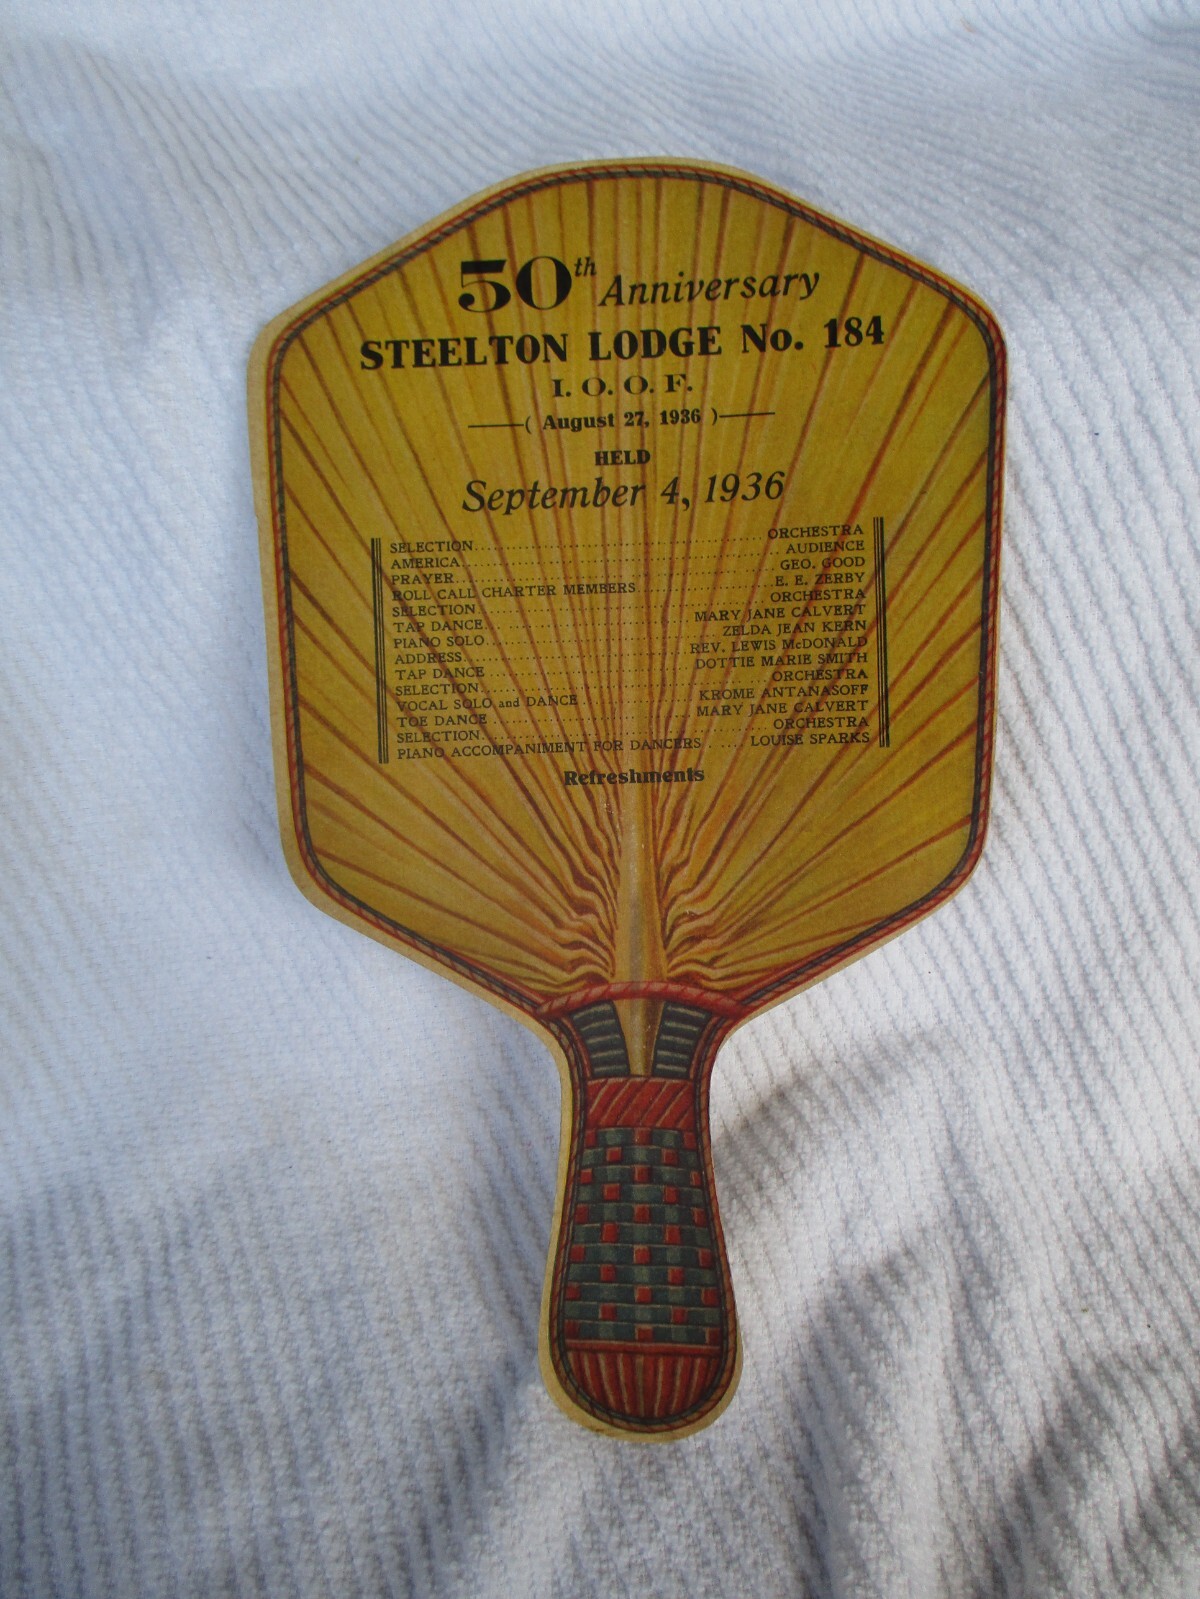 50th Anniversary
STEELTON LODGE No. 184
I. O. O. F.
( August 27, 1936 )
HELD
September 4, 1936
SELECTION ORCHESTRA
AMERICA AUDIENCE
PRAYER GEO. GOOD
ROLL CALL CHARTER MEMBERS E. E. ZERBY
SELECTION ORCHESTRA
TAP DANCE MARY JANE CALVERT
PIANO SOLO ZELDA JEAN KERN
ADDRESS REV. LEWIS McDONALD
TAP DANCE DOTTIE MARIE SMITH
SELECTION ORCHESTRA
VOCAL SOLO and DANCE KROME ANTANASOFF
TOE DANCE MARY JANE CALVERT
SELECTION ORCHESTRA
PIANO ACCOMPANIMENT FOR DANCERS LOUISE SPARKS
Refreshments